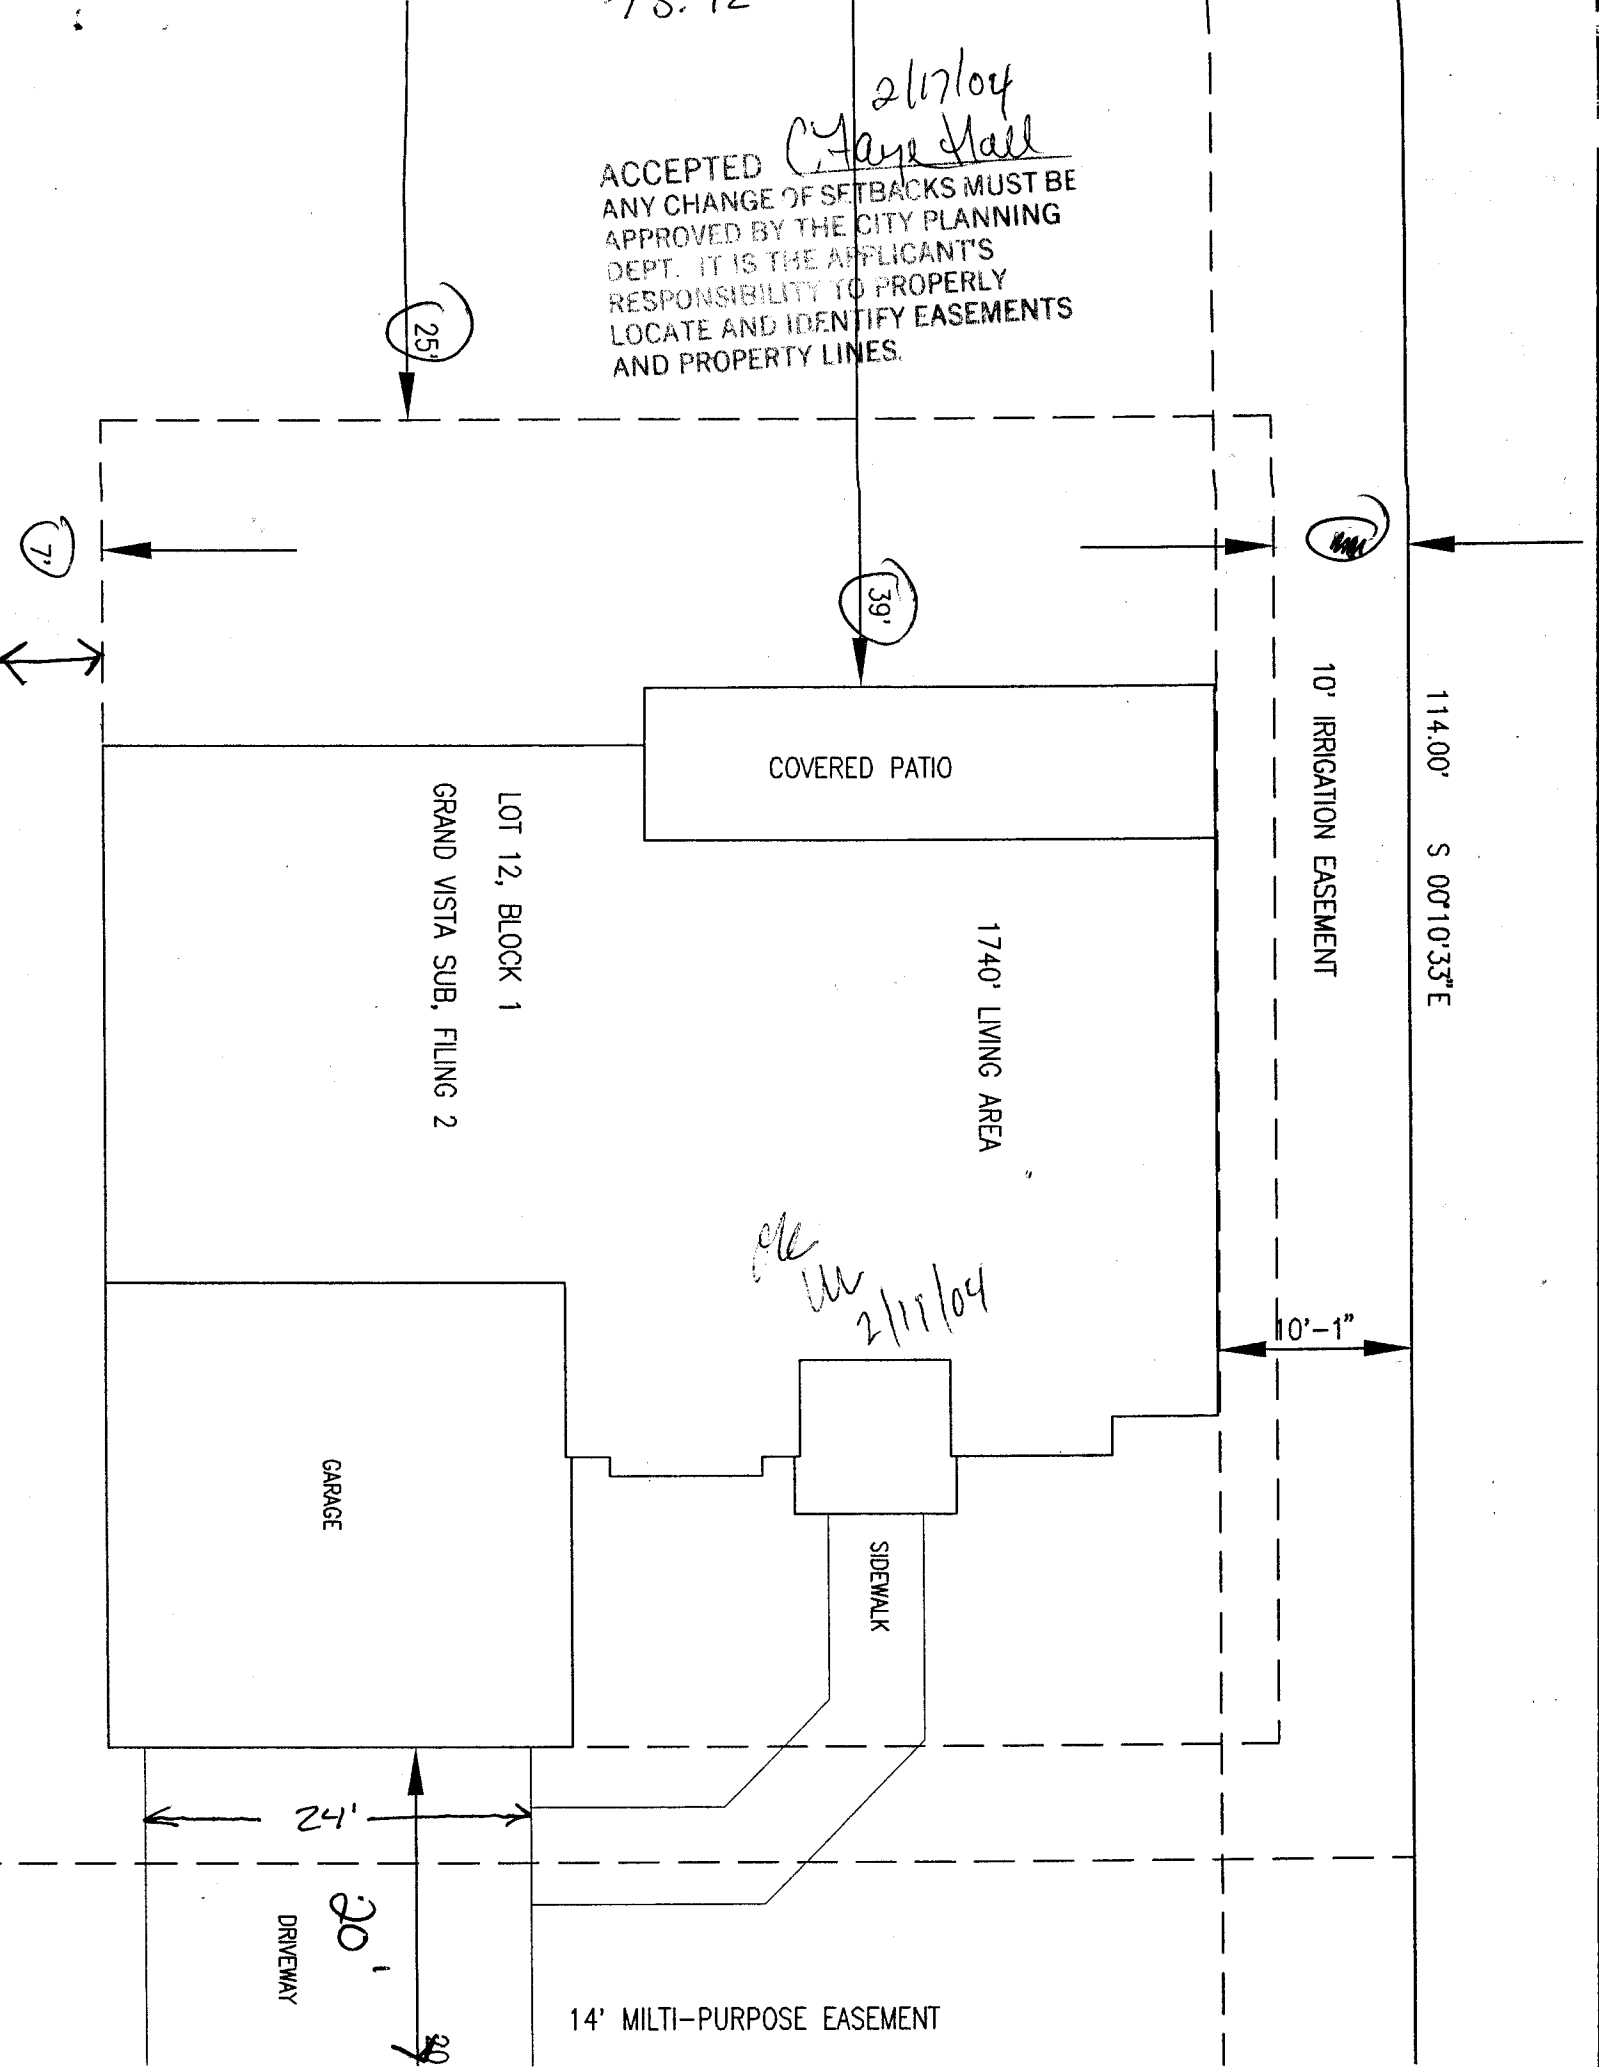 2/17/04
ACCEPTED C. Faye Hall
ANY CHANGE OF SETBACKS MUST BE
APPROVED BY THE CITY PLANNING
DEPT. IT IS THE APPLICANT'S
RESPONSIBILITY TO PROPERLY
LOCATE AND IDENTIFY EASEMENTS
AND PROPERTY LINES.
25'
7'
39'
10' IRRIGATION EASEMENT
114.00' S 00°10'33"E
COVERED PATIO
LOT 12, BLOCK 1
GRAND VISTA SUB, FILING 2
1740' LIVING AREA
10'-1"
GARAGE
SIDEWALK
24'
20'
DRIVEWAY
20
14' MILTI-PURPOSE EASEMENT